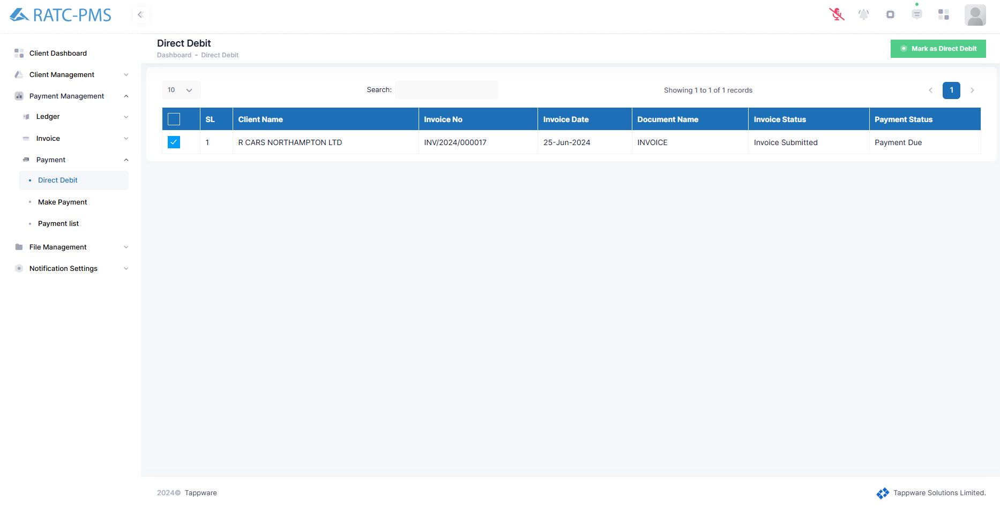 RATC-PMS
Client Dashboard
Client Management
Payment Management
Ledger
Invoice
Payment
Direct Debit
Make Payment
Payment list
File Management
Notification Settings
Direct Debit
Dashboard - Direct Debit
Mark as Direct Debit
10 Search: Showing 1 to 1 of 1 records 1
SL Client Name Invoice No Invoice Date Document Name Invoice Status Payment Status
1 R CARS NORTHAMPTON LTD INV/2024/000017 25-Jun-2024 INVOICE Invoice Submitted Payment Due
2024© Tappware
Tappware Solutions Limited.